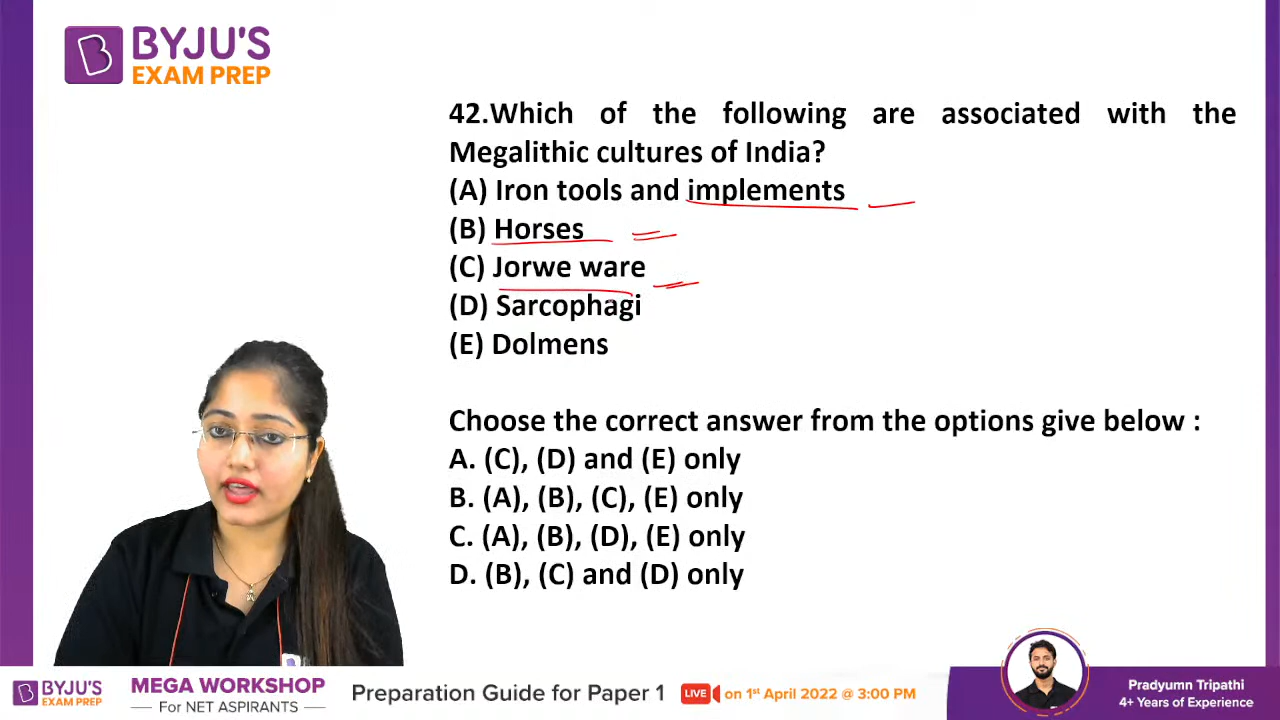 BYJU'S
EXAM PREP
42.Which of the following are associated with the
Megalithic cultures of India?
(A) Iron tools and implements
(B) Horses
(C) Jorwe ware
(D) Sarcophagi
(E) Dolmens
Choose the correct answer from the options give below :
A. (C), (D) and (E) only
B. (A), (B), (C), (E) only
C. (A), (B), (D), (E) only
D. (B), (C) and (D) only
BYJU'S
EXAM PREP
MEGA WORKSHOP
For NET ASPIRANTS
Preparation Guide for Paper 1
LIVE
on 1st April 2022 @ 3:00 PM
Pradyumn Tripathi
4+ Years of Experience